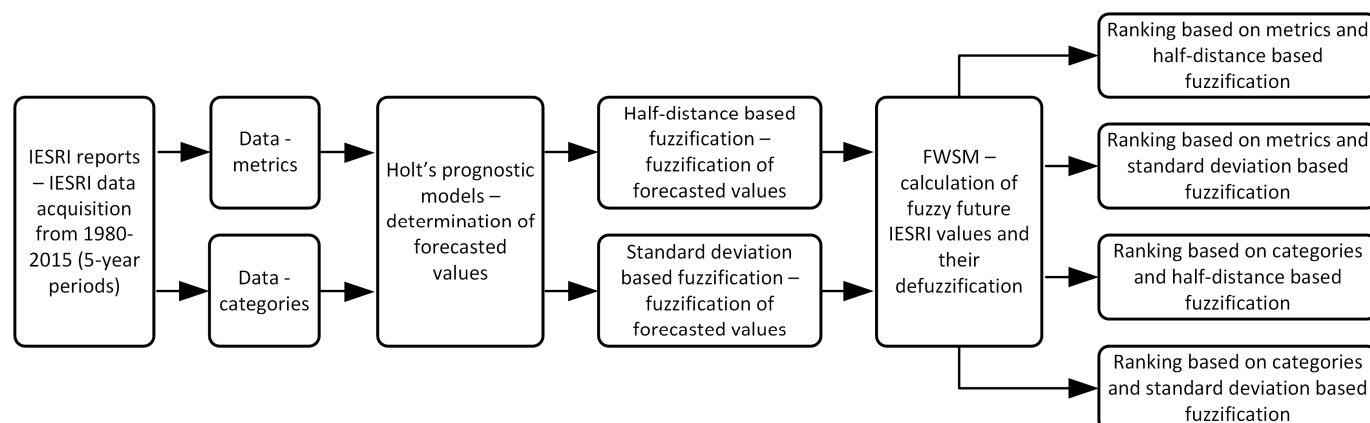 IESRI reports
– IESRI data
acquisition
from 1980-
2015 (5-year
periods)
Data -
metrics
Data -
categories
Holt's prognostic
models –
determination of
forecasted
values
Half-distance based
fuzzification –
fuzzification of
forecasted values
Standard deviation
based fuzzification –
fuzzification of
forecasted values
FWSM –
calculation of
fuzzy future
IESRI values and
their
defuzzification
Ranking based on metrics and
half-distance based
fuzzification
Ranking based on metrics and
standard deviation based
fuzzification
Ranking based on categories
and half-distance based
fuzzification
Ranking based on categories
and standard deviation based
fuzzification